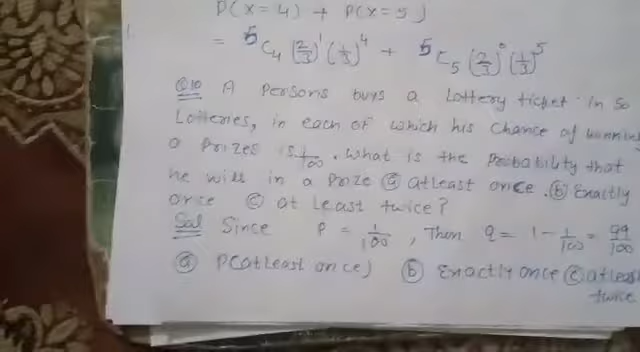 P(X=4) + P(X=5)
= 5C4 (2/3)^1 (1/3)^4 + 5C5 (2/3)^0 (1/3)^5
Q10 A Persons buys a Lottery ticket in 50
Lotteries, in each of which his chance of winning
a Prizes is 1/100. What is the Probability that
he will in a Prize (a) atleast once. (b) Exactly
once (c) at Least twice?
Sol Since P = 1/100, Then q = 1 - 1/100 = 99/100
(a) P(atLeast once) (b) Exactly once (c) atleast
twice